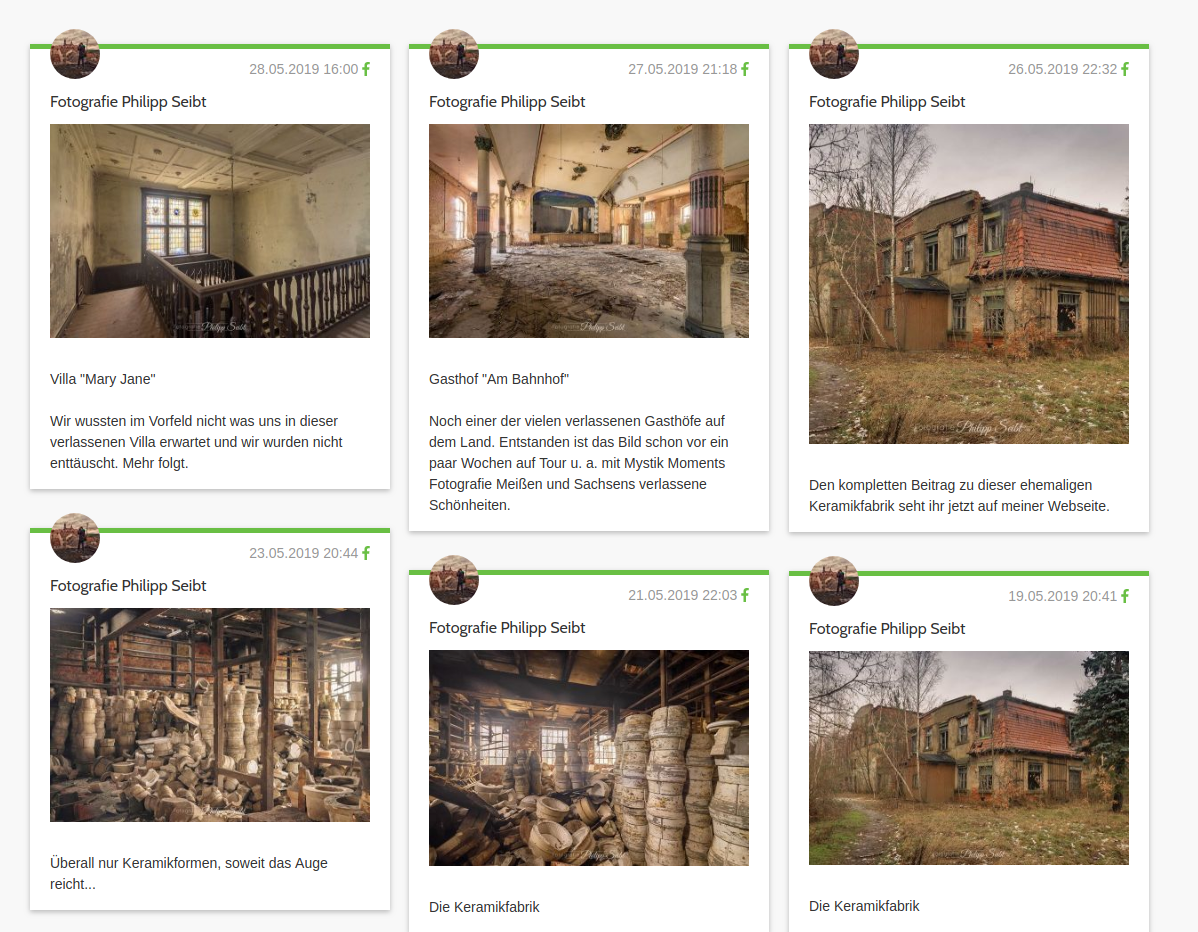 28.05.2019 16:00
Fotografie Philipp Seibt
Philipp Seibt
Villa "Mary Jane"
Wir wussten im Vorfeld nicht was uns in dieser
verlassenen Villa erwartet und wir wurden nicht
enttäuscht. Mehr folgt.
27.05.2019 21:18
Fotografie Philipp Seibt
Philipp Seibt
Gasthof "Am Bahnhof"
Noch einer der vielen verlassenen Gasthöfe auf
dem Land. Entstanden ist das Bild schon vor ein
paar Wochen auf Tour u. a. mit Mystik Moments
Fotografie Meißen und Sachsens verlassene
Schönheiten.
26.05.2019 22:32
Fotografie Philipp Seibt
fotografie Philipp Seibt
Den kompletten Beitrag zu dieser ehemaligen
Keramikfabrik seht ihr jetzt auf meiner Webseite.
23.05.2019 20:44
Fotografie Philipp Seibt
Philipp Seibt
Überall nur Keramikformen, soweit das Auge
reicht...
21.05.2019 22:03
Fotografie Philipp Seibt
Philipp Seibt
Die Keramikfabrik
19.05.2019 20:41
Fotografie Philipp Seibt
Philipp Seibt
Die Keramikfabrik